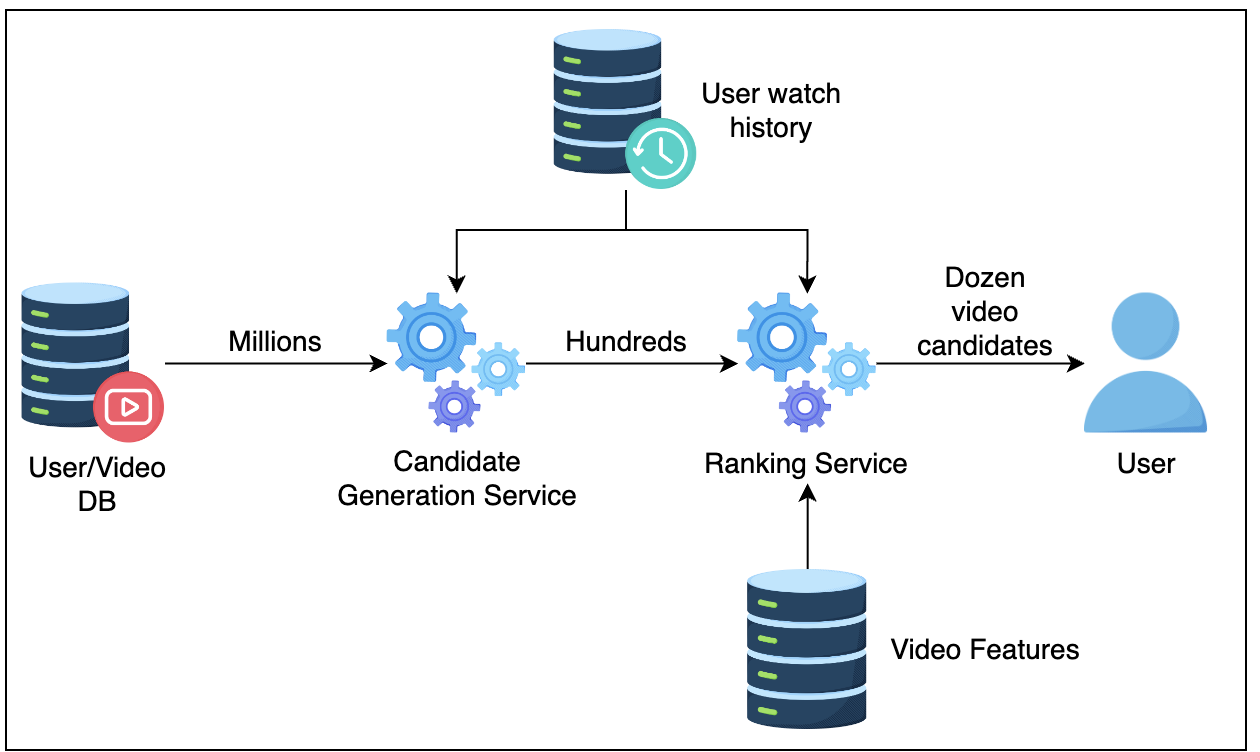 User watch
history
Millions
Hundreds
Dozen
video
candidates
User/Video
DB
Candidate
Generation Service
Ranking Service
User
Video Features